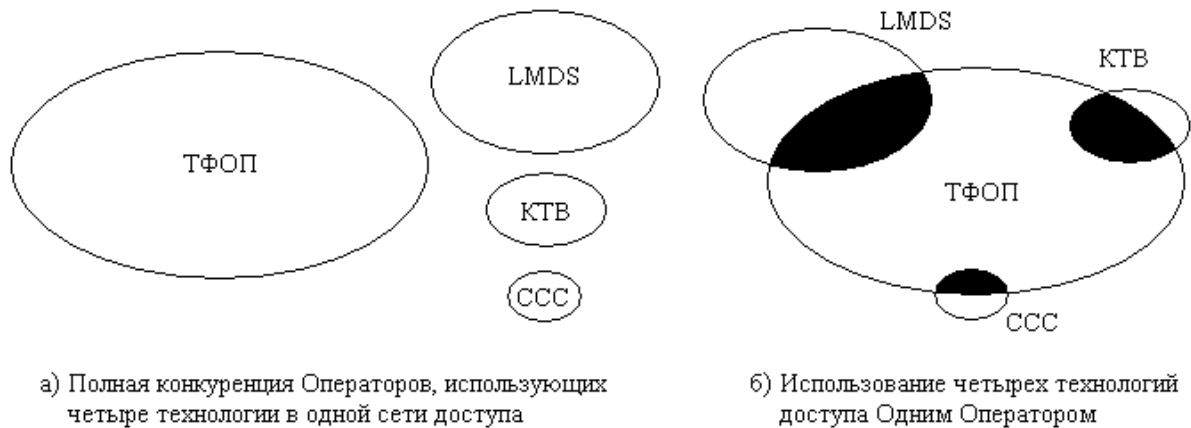 LMDS
КТВ
ТФОП
LMDS
КТВ
ССС
ТФОП
ССС
а) Полная конкуренция Операторов, использующих
четыре технологии в одной сети доступа
б) Использование четырех технологий
доступа Одним Оператором